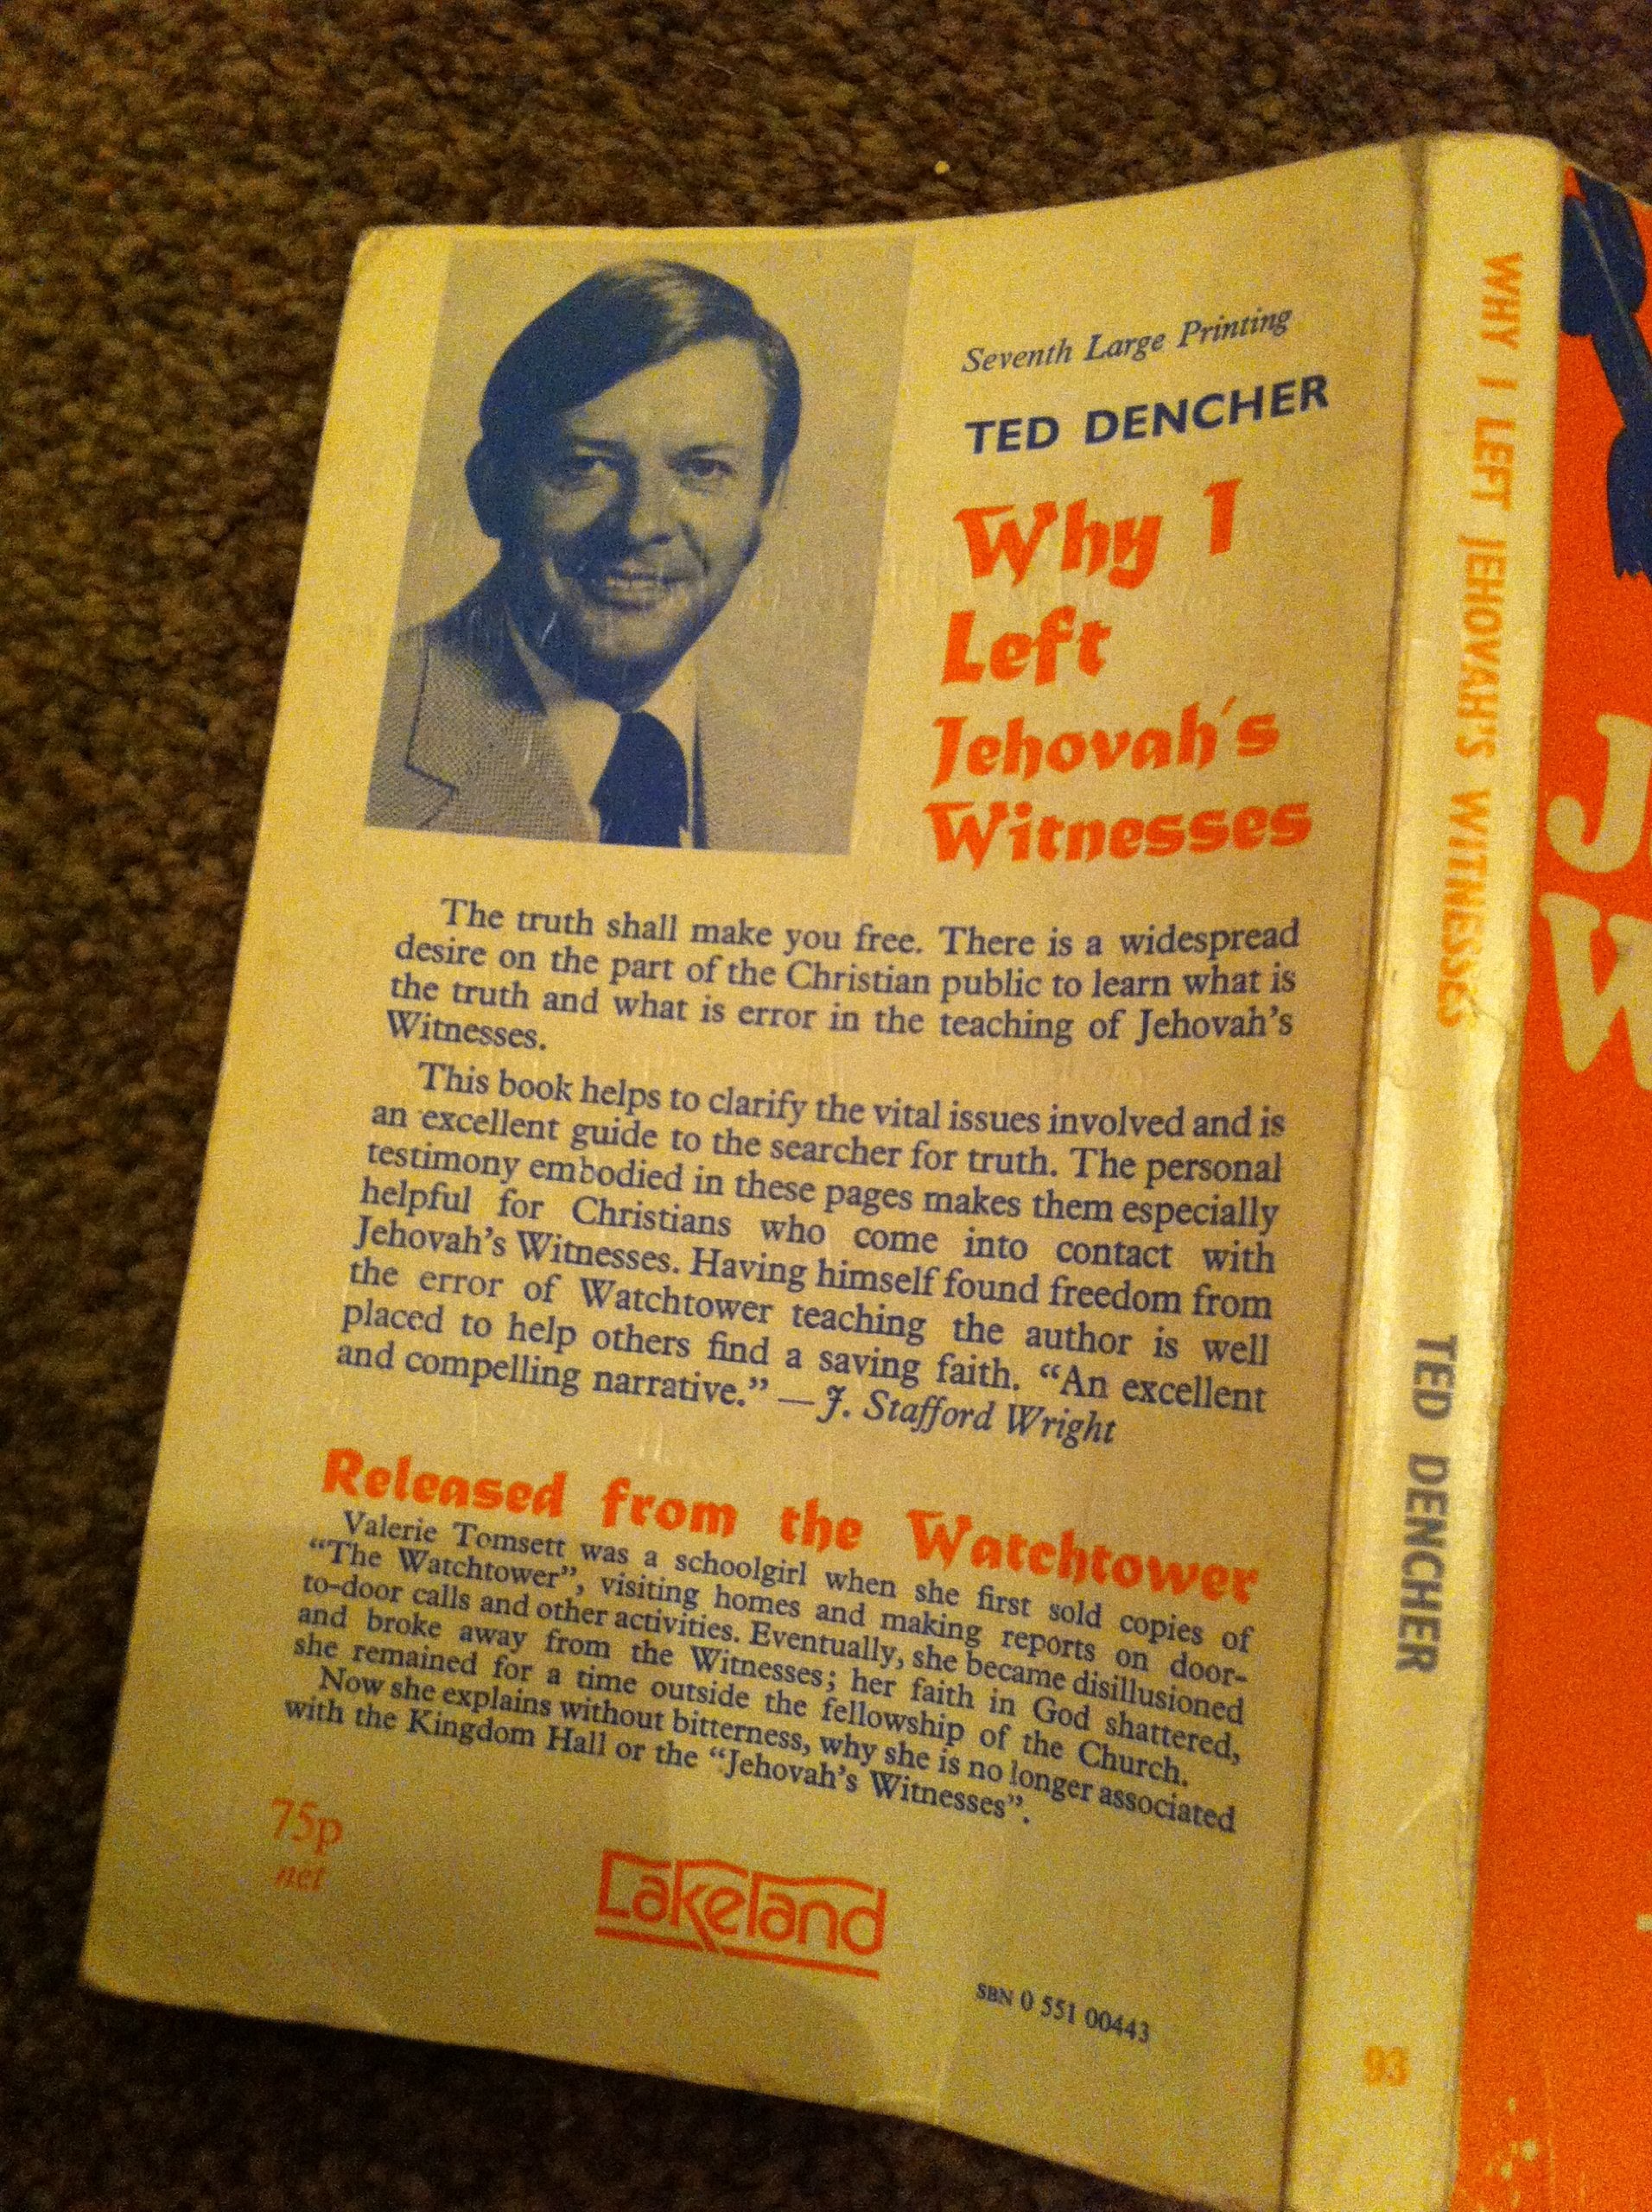 Seventh Large Printing
TED DENCHER
Why I
Left
Jehovah's
Witnesses
The truth shall make you free. There is a widespread
desire on the part of the Christian public to learn what is
the truth and what is error in the teaching of Jehovah's
Witnesses.
This book helps to clarify the vital issues involved and is
an excellent guide to the searcher for truth. The personal
testimony embodied in these pages makes them especially
helpful for Christians who come into contact with
Jehovah's Witnesses. Having himself found freedom from
the error of Watchtower teaching the author is well
placed to help others find a saving faith. "An excellent
and compelling narrative." —J. Stafford Wright
Released from the Watchtower
Valerie Tomsett was a schoolgirl when she first sold copies of
"The Watchtower", visiting homes and making reports on door-
to-door calls and other activities. Eventually, she became disillusioned
and broke away from the Witnesses; her faith in God shattered,
she remained for a time outside the fellowship of the Church.
Now she explains without bitterness, why she is no longer associated
with the Kingdom Hall or the "Jehovah's Witnesses".
75p
net
Lakeland
SBN 0 551 00443
WHY I LEFT JEHOVAH'S WITNESSES TED DENCHER
93
J
W